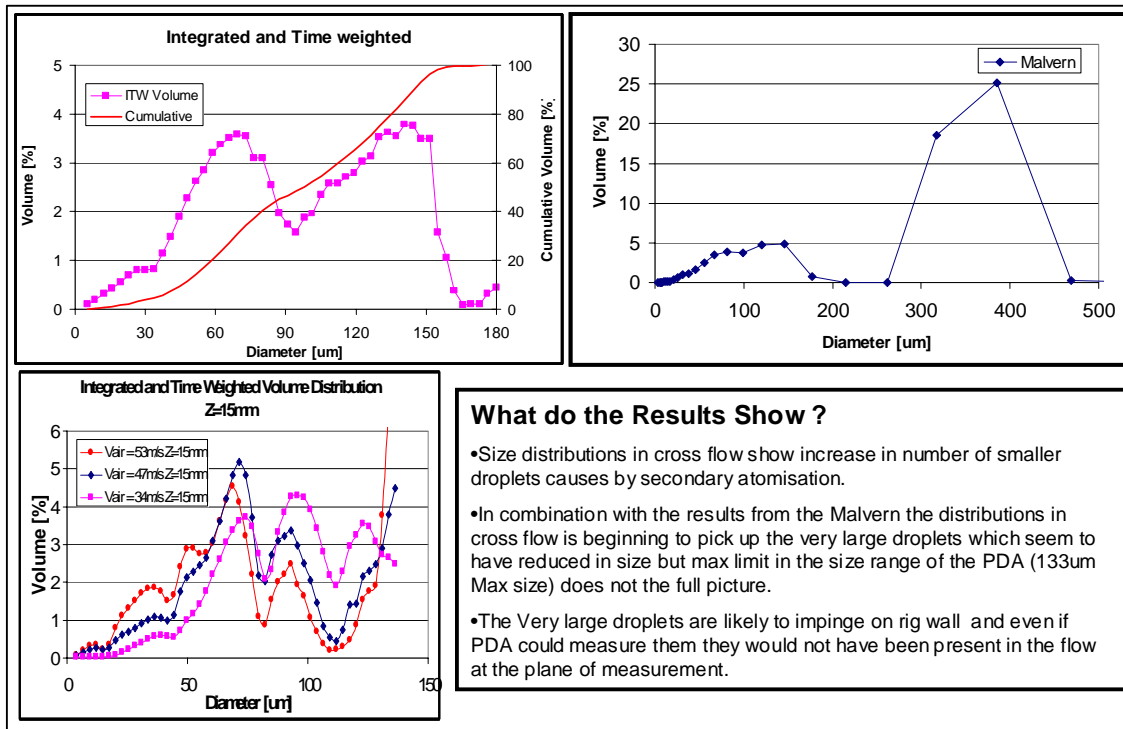 Integrated and Time weighted
5
4
3
2
1
0
Volume [%]
ITW Volume
Cumulative
100
80
60
40
20
0
Cumulative Volume [%]
0 30 60 90 120 150 180
Diameter [um]
30
25
20
15
10
5
0
Volume [%]
Malvern
0 100 200 300 400 500
Diameter [um]
Integrated and Time Weighted Volume Distribution
Z=15mm
6
5
4
3
2
1
0
Volume [%]
Vair = 53m/s Z=15mm
Vair = 47m/s Z=15mm
Vair = 34m/s Z=15mm
0 50 100 150
Diameter [um]
What do the Results Show ?
•Size distributions in cross flow show increase in number of smaller
droplets causes by secondary atomisation.
•In combination with the results from the Malvern the distributions in
cross flow is beginning to pick up the very large droplets which seem to
have reduced in size but max limit in the size range of the PDA (133um
Max size) does not the full picture.
•The Very large droplets are likely to impinge on rig wall and even if
PDA could measure them they would not have been present in the flow
at the plane of measurement.